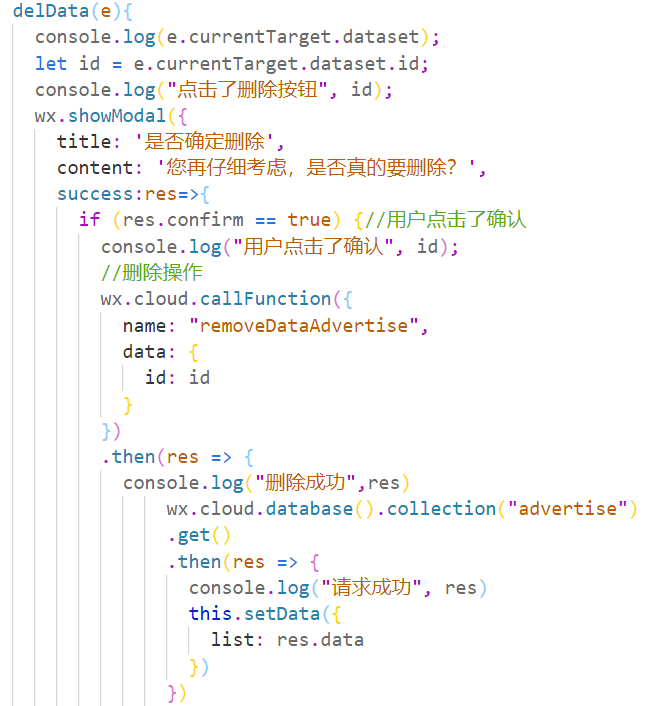 delData(e){
console.log(e.currentTarget.dataset);
let id = e.currentTarget.dataset.id;
console.log("点击了删除按钮", id);
wx.showModal({
title: '是否确定删除',
content: '您再仔细考虑，是否真的要删除？',
success:res=>{
if (res.confirm == true) {//用户点击了确认
console.log("用户点击了确认", id);
//删除操作
wx.cloud.callFunction({
name: "removeDataAdvertise",
data: {
id: id
}
})
.then(res => {
console.log("删除成功",res)
wx.cloud.database().collection("advertise")
.get()
.then(res => {
console.log("请求成功", res)
this.setData({
list: res.data
})
})